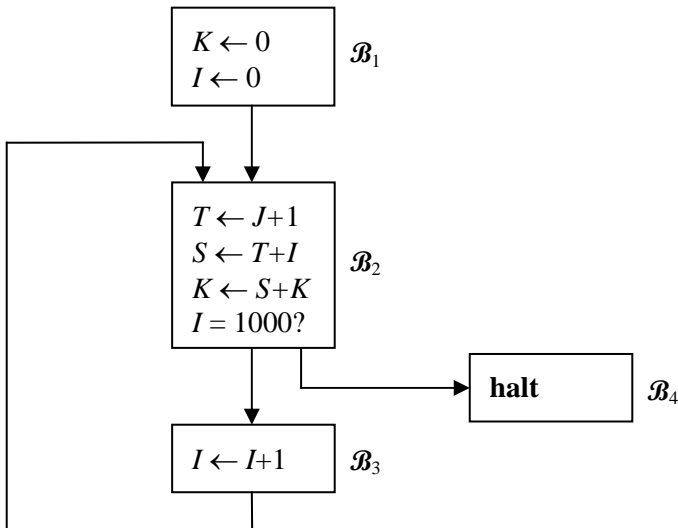 K ← 0
I ← 0
ℬ₁
T ← J+1
S ← T+I
K ← S+K
I = 1000?
ℬ₂
halt
ℬ₄
I ← I+1
ℬ₃